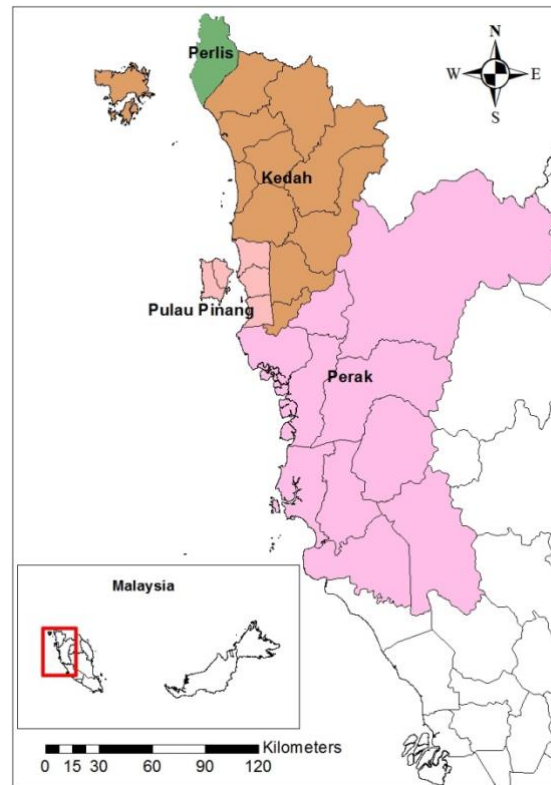 Perlis
N
W E
S
Kedah
Pulau Pinang
Perak
Malaysia
Kilometers
0 15 30 60 90 120